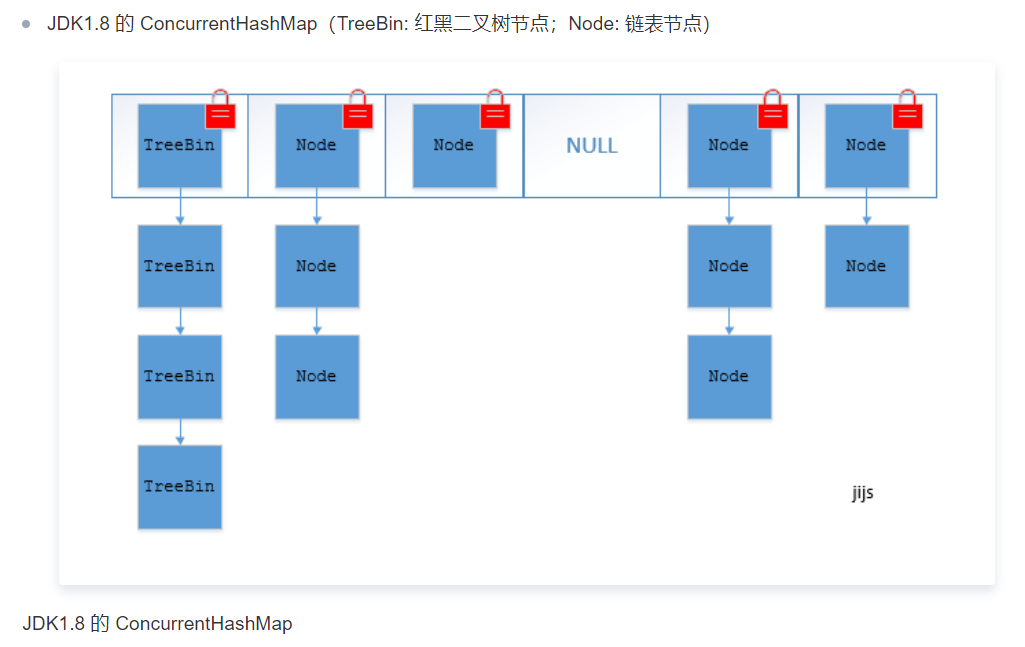 JDK1.8 的 ConcurrentHashMap（TreeBin: 红黑二叉树节点；Node: 链表节点）
TreeBin Node Node NULL Node Node
TreeBin Node Node Node
TreeBin Node Node
TreeBin
jijs
JDK1.8 的 ConcurrentHashMap